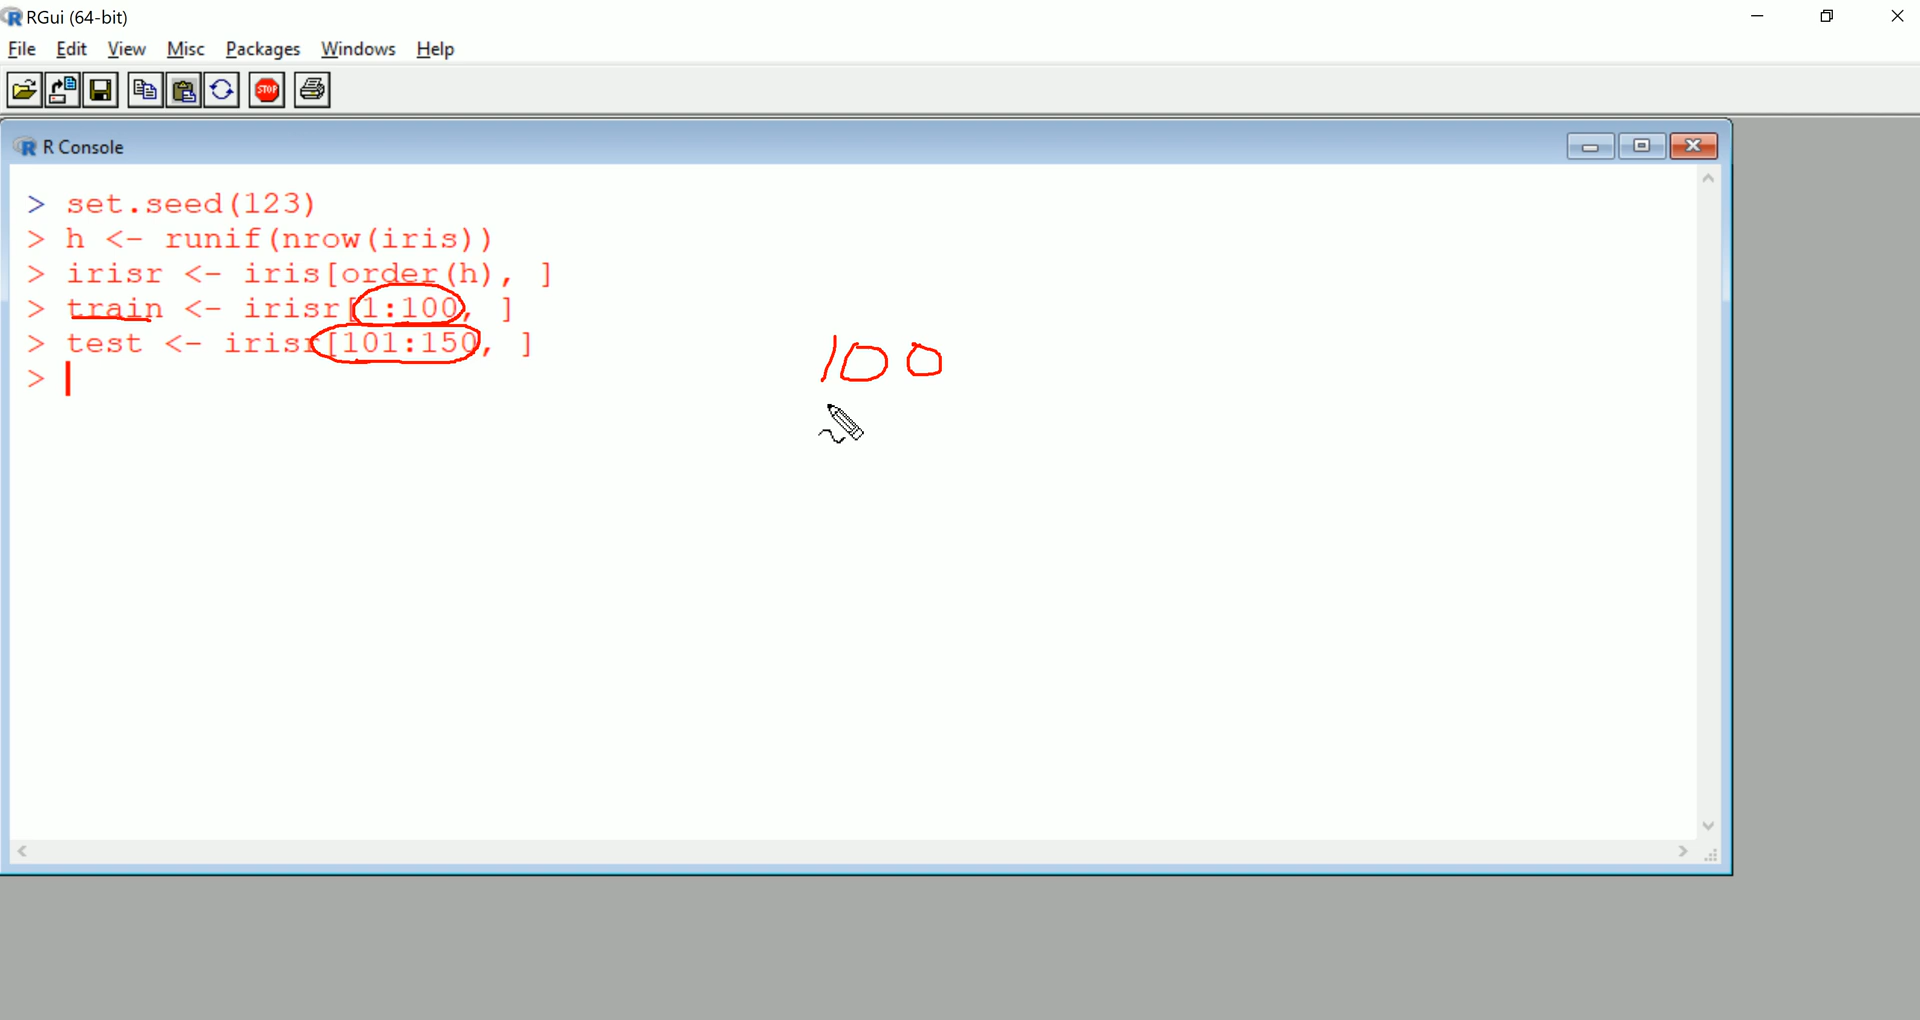 RGui (64-bit)
File Edit View Misc Packages Windows Help
STOP
R Console
> set.seed(123)
> h <- runif(nrow(iris))
> irisr <- iris[order(h), ]
> train <- irisr[1:100, ]
> test <- irisr[101:150, ]
>
100